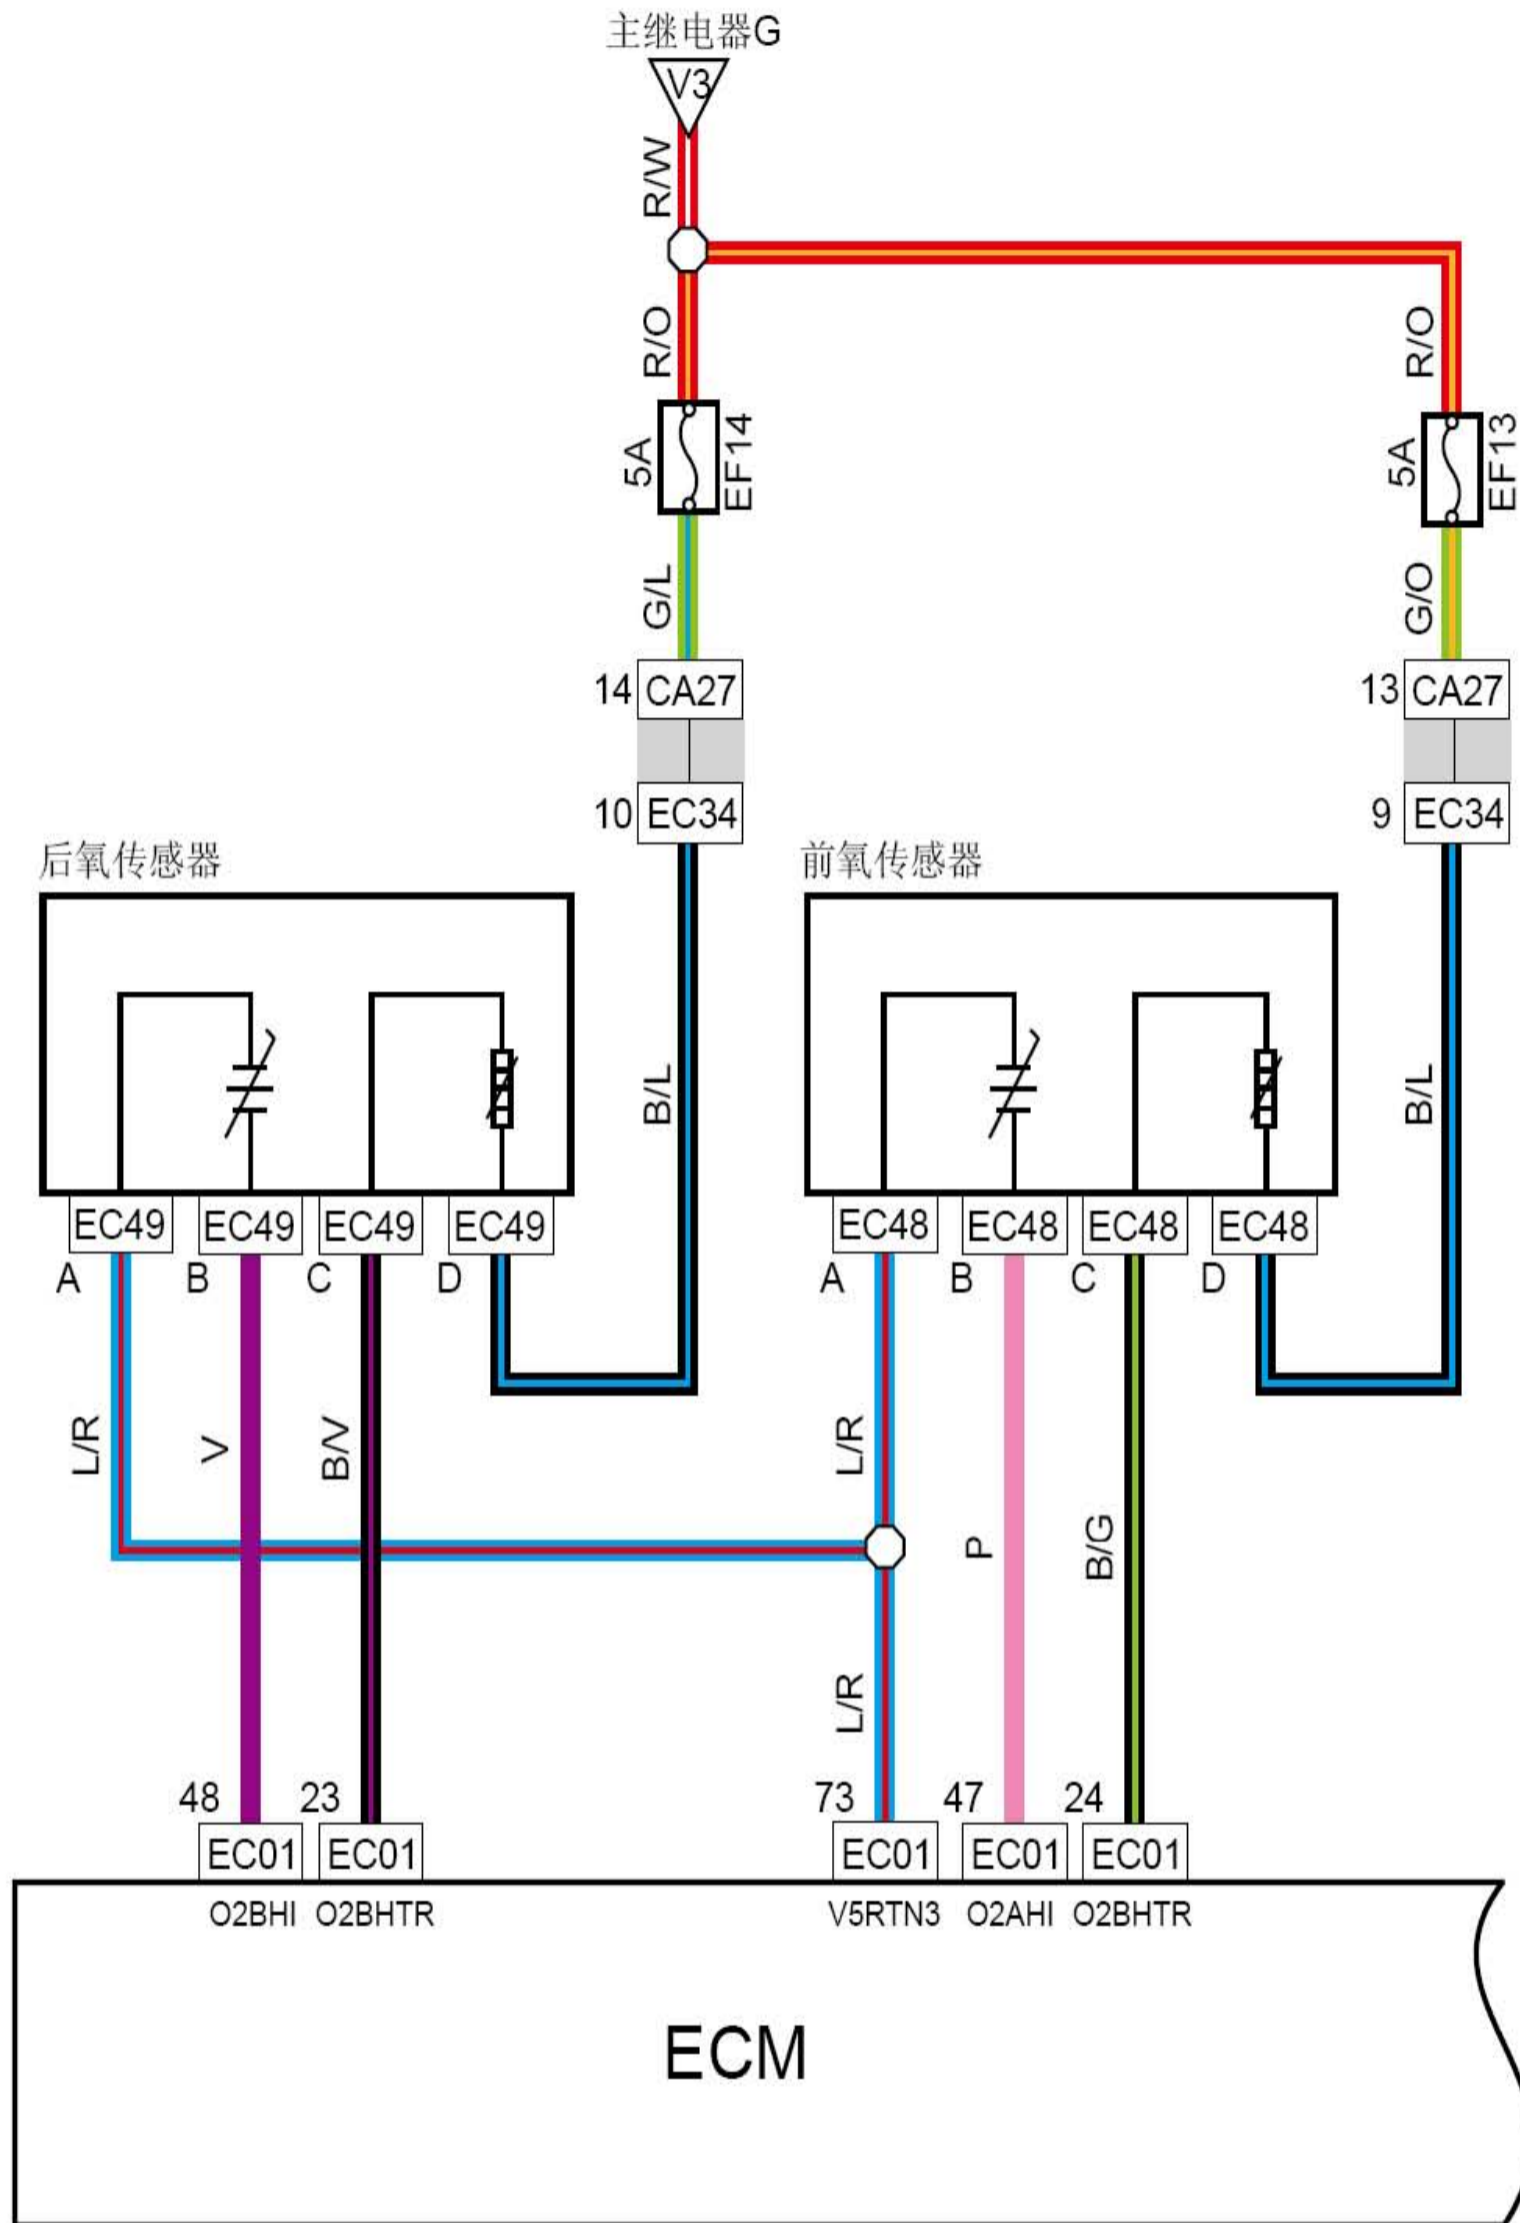 主继电器G
V3
R/W
R/O
R/O
5A
EF14
5A
EF13
G/L
G/O
14 CA27
13 CA27
10 EC34
9 EC34
后氧传感器
前氧传感器
B/L
B/L
EC49 EC49 EC49 EC49
EC48 EC48 EC48 EC48
A B C D
A B C D
L/R
V
B/V
L/R
P
B/G
L/R
48 23 73 47 24
EC01 EC01 EC01 EC01 EC01
O2BHI O2BHTR V5RTN3 O2AHI O2BHTR
ECM